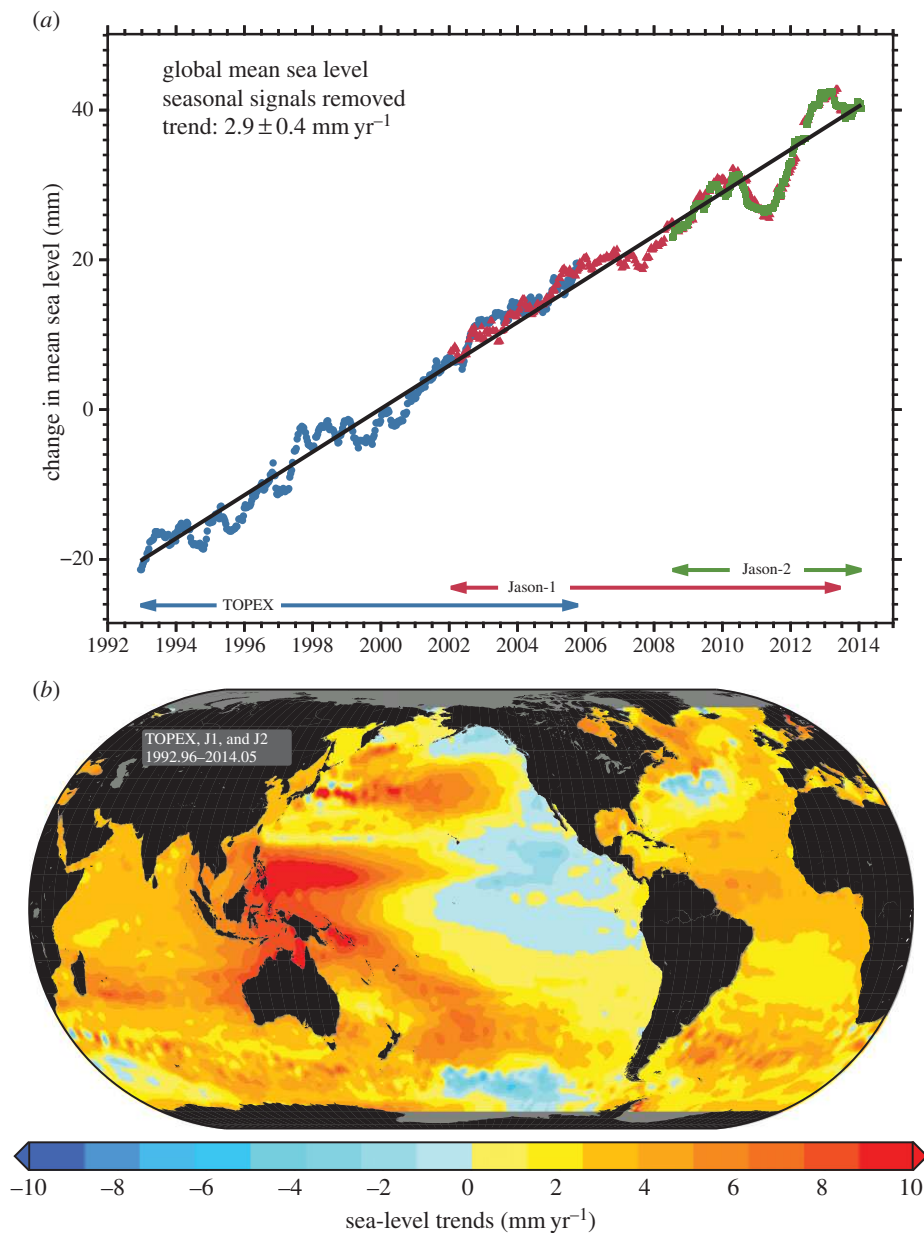 (a)
global mean sea level
seasonal signals removed
trend: 2.9 ± 0.4 mm yr⁻¹
change in mean sea level (mm)
40
20
0
–20
Jason-2
Jason-1
TOPEX
1992 1994 1996 1998 2000 2002 2004 2006 2008 2010 2012 2014
(b)
TOPEX, J1, and J2
1992.96–2014.05
–10 –8 –6 –4 –2 0 2 4 6 8 10
sea-level trends (mm yr⁻¹)